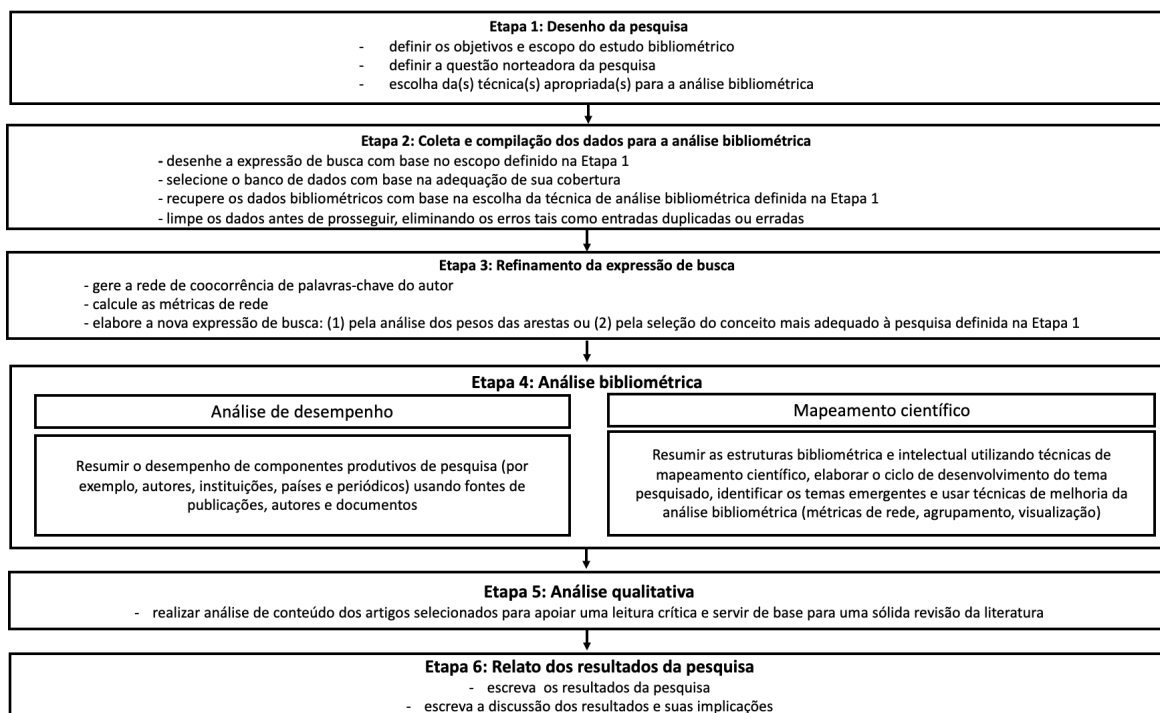 Etapa 1: Desenho da pesquisa
- definir os objetivos e escopo do estudo bibliométrico
- definir a questão norteadora da pesquisa
- escolha da(s) técnica(s) apropriada(s) para a análise bibliométrica
Etapa 2: Coleta e compilação dos dados para a análise bibliométrica
- desenhe a expressão de busca com base no escopo definido na Etapa 1
- selecione o banco de dados com base na adequação de sua cobertura
- recupere os dados bibliométricos com base na escolha da técnica de análise bibliométrica definida na Etapa 1
- limpe os dados antes de prosseguir, eliminando os erros tais como entradas duplicadas ou erradas
Etapa 3: Refinamento da expressão de busca
- gere a rede de coocorrência de palavras-chave do autor
- calcule as métricas de rede
- elabore a nova expressão de busca: (1) pela análise dos pesos das arestas ou (2) pela seleção do conceito mais adequado à pesquisa definida na Etapa 1
Etapa 4: Análise bibliométrica
Análise de desempenho
Resumir o desempenho de componentes produtivos de pesquisa (por
exemplo, autores, instituições, países e periódicos) usando fontes de
publicações, autores e documentos
Mapeamento científico
Resumir as estruturas bibliométrica e intelectual utilizando técnicas de
mapeamento científico, elaborar o ciclo de desenvolvimento do tema
pesquisado, identificar os temas emergentes e usar técnicas de melhoria da
análise bibliométrica (métricas de rede, agrupamento, visualização)
Etapa 5: Análise qualitativa
- realizar análise de conteúdo dos artigos selecionados para apoiar uma leitura crítica e servir de base para uma sólida revisão da literatura
Etapa 6: Relato dos resultados da pesquisa
- escreva os resultados da pesquisa
- escreva a discussão dos resultados e suas implicações